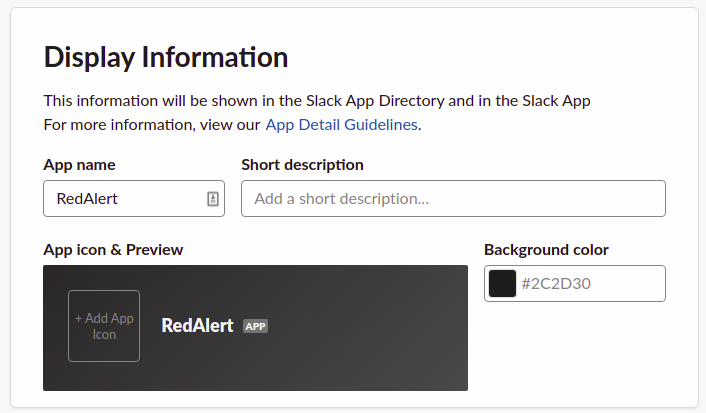 Display Information
This information will be shown in the Slack App Directory and in the Slack App
For more information, view our App Detail Guidelines.
App name
Short description
RedAlert
Add a short description...
App icon & Preview
Background color
+ Add App
Icon
RedAlert APP
#2C2D30